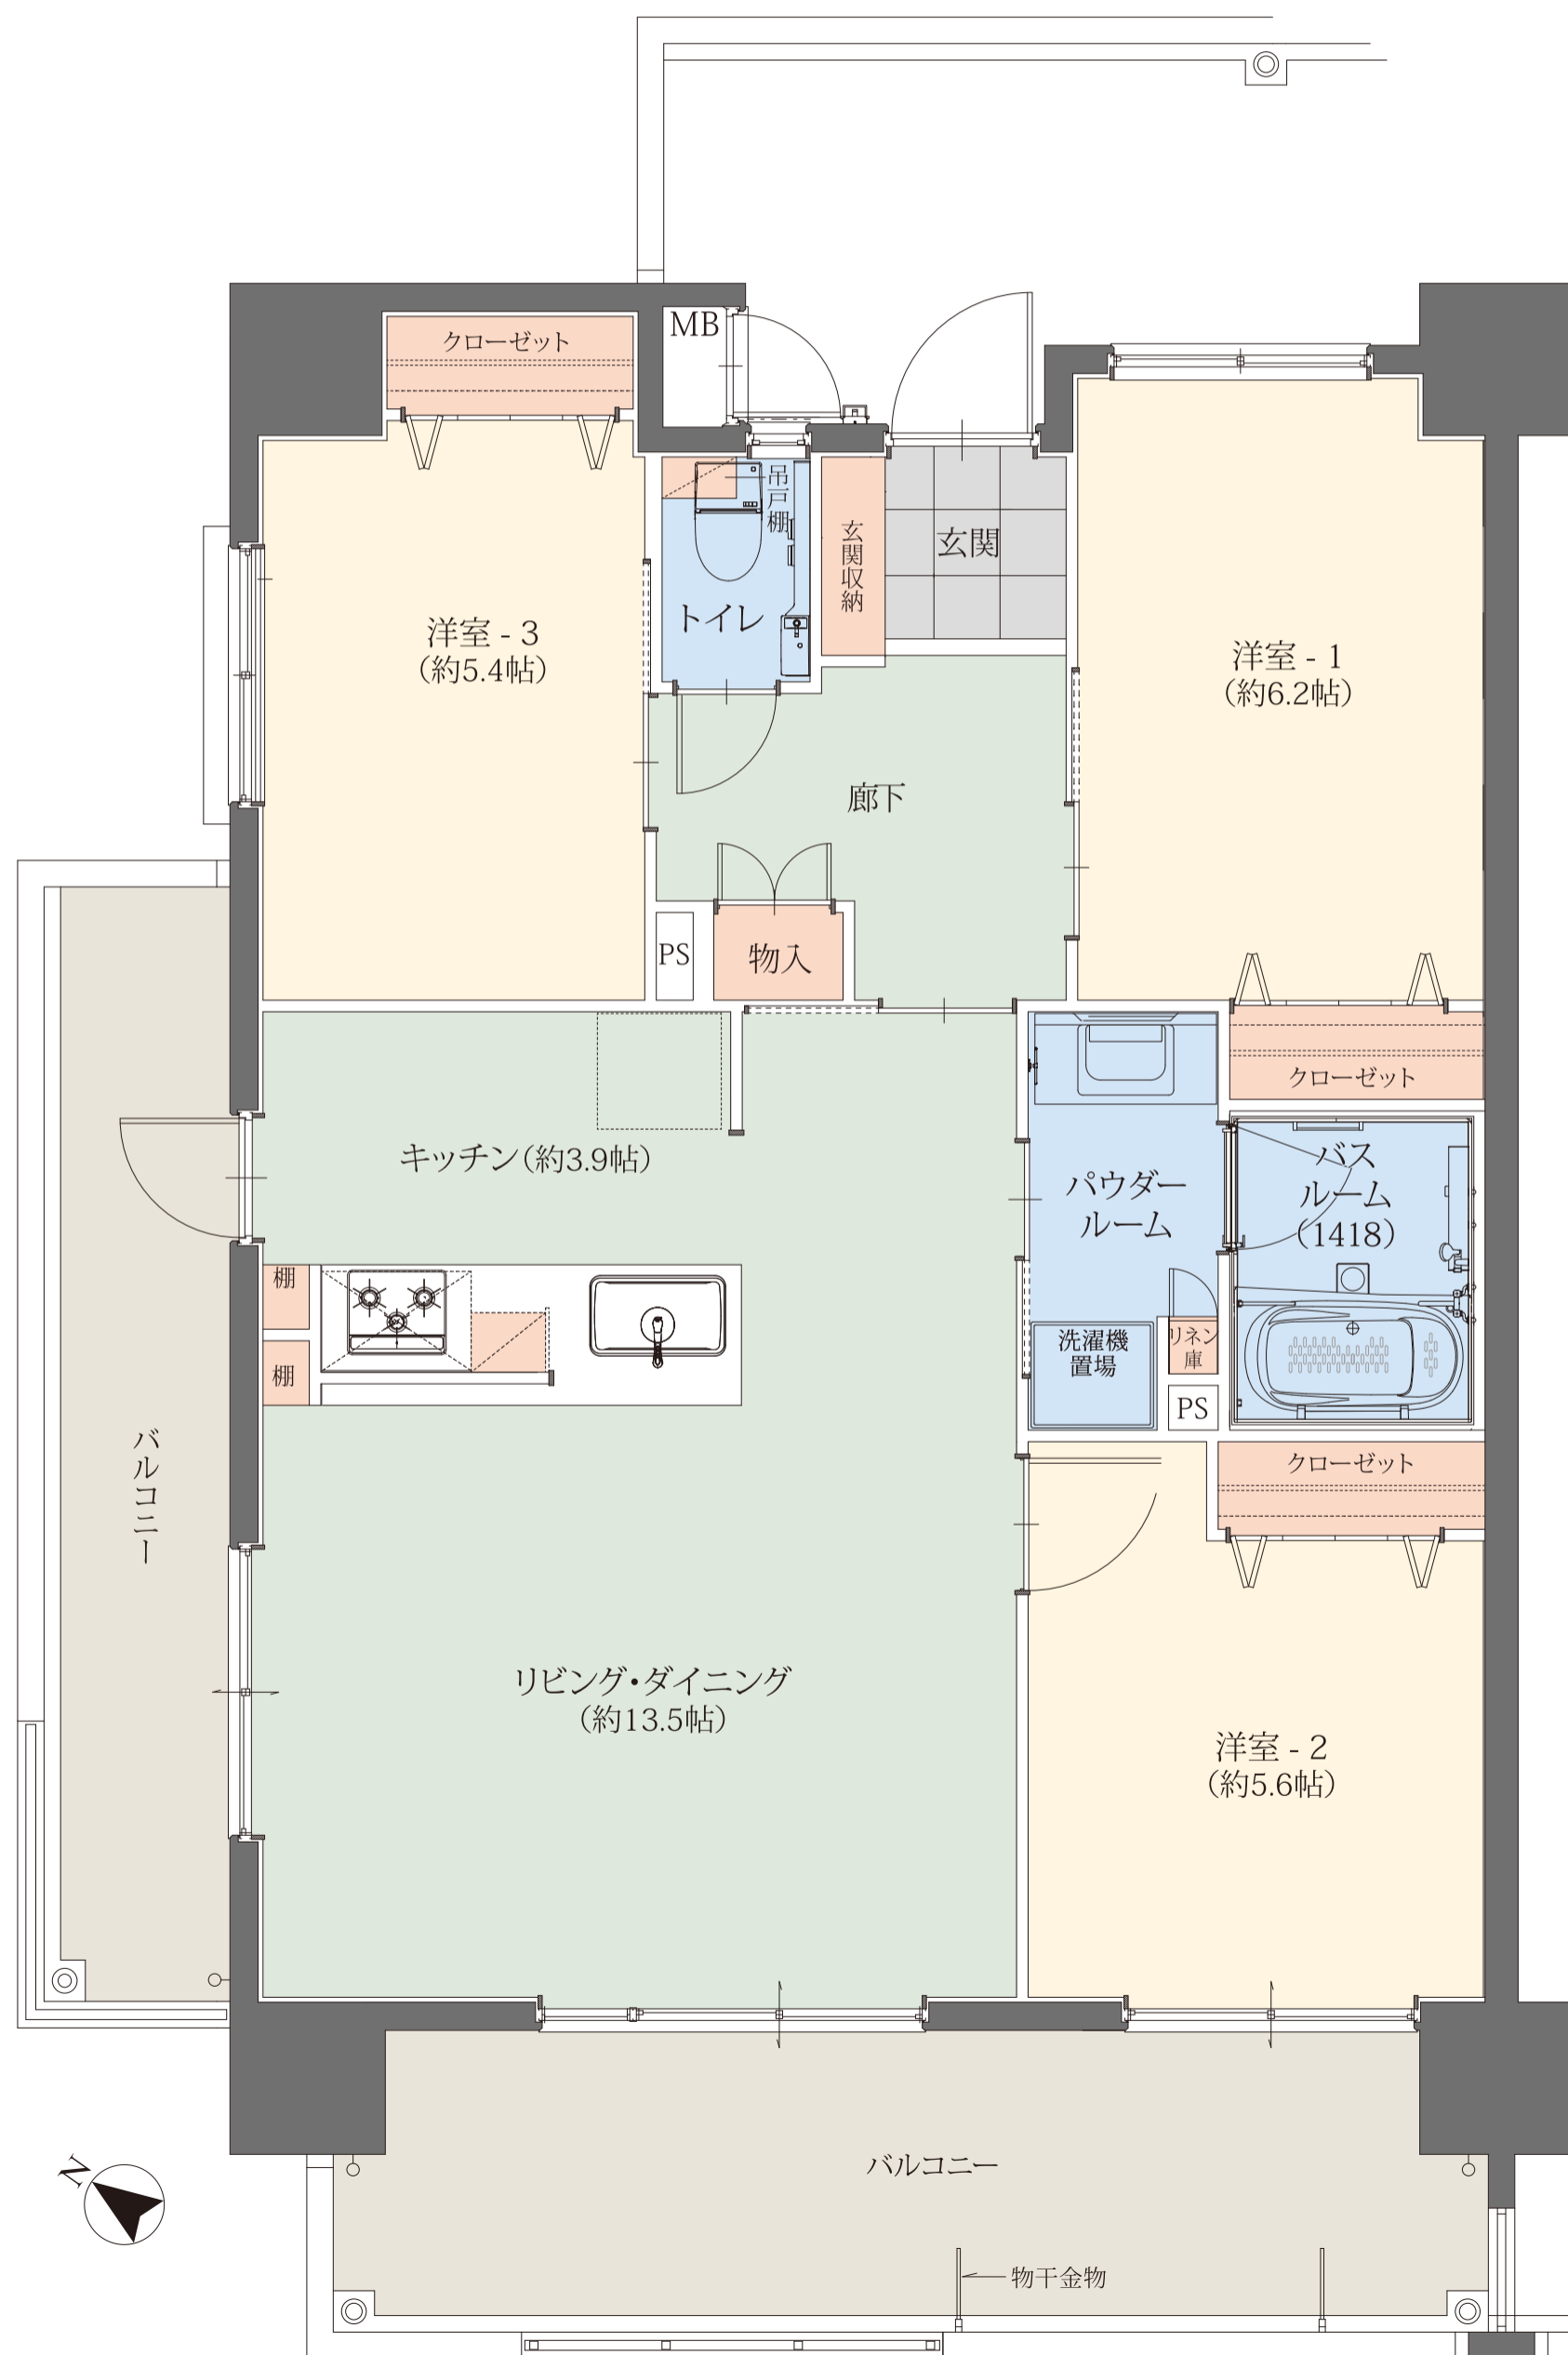 MB
クローゼット
吊戸棚
玄関収納
玄関
トイレ
洋室 - 3
（約5.4帖）
洋室 - 1
（約6.2帖）
廊下
PS
物入
クローゼット
キッチン（約3.9帖）
パウダー
ルーム
バス
ルーム
（1418）
棚
棚
洗濯機
置場
リネン
庫
PS
クローゼット
バルコニー
リビング・ダイニング
（約13.5帖）
洋室 - 2
（約5.6帖）
N
バルコニー
物干金物